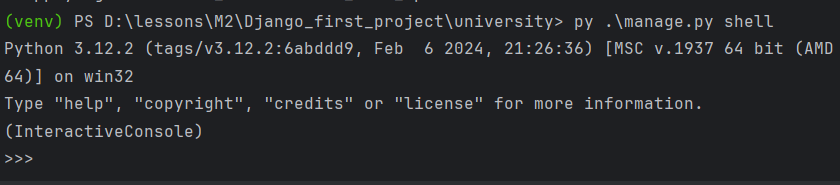 (venv) PS D:\lessons\M2\Django_first_project\university> py .\manage.py shell
Python 3.12.2 (tags/v3.12.2:6abddd9, Feb  6 2024, 21:26:36) [MSC v.1937 64 bit (AMD
64)] on win32
Type "help", "copyright", "credits" or "license" for more information.
(InteractiveConsole)
>>>